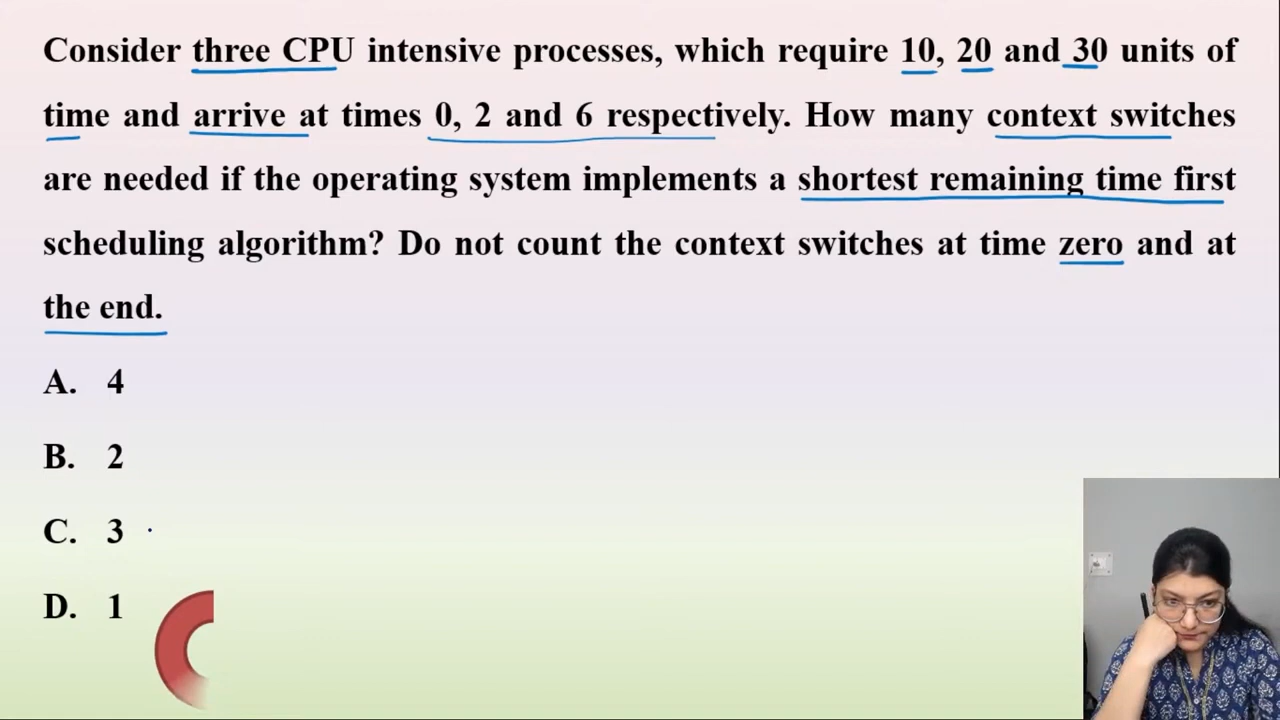 Consider three CPU intensive processes, which require 10, 20 and 30 units of
time and arrive at times 0, 2 and 6 respectively. How many context switches
are needed if the operating system implements a shortest remaining time first
scheduling algorithm? Do not count the context switches at time zero and at
the end.
A. 4
B. 2
C. 3
D. 1